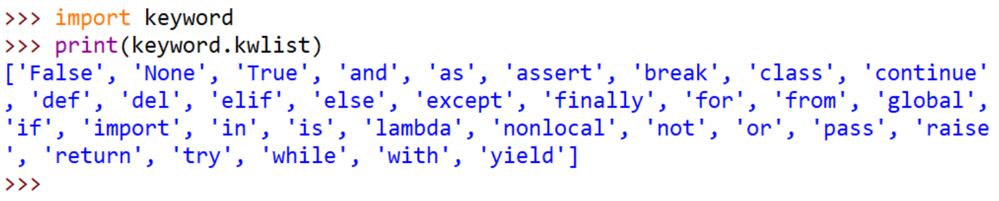 >>> import keyword
>>> print(keyword.kwlist)
['False', 'None', 'True', 'and', 'as', 'assert', 'break', 'class', 'continue'
, 'def', 'del', 'elif', 'else', 'except', 'finally', 'for', 'from', 'global',
'if', 'import', 'in', 'is', 'lambda', 'nonlocal', 'not', 'or', 'pass', 'raise
', 'return', 'try', 'while', 'with', 'yield']
>>>